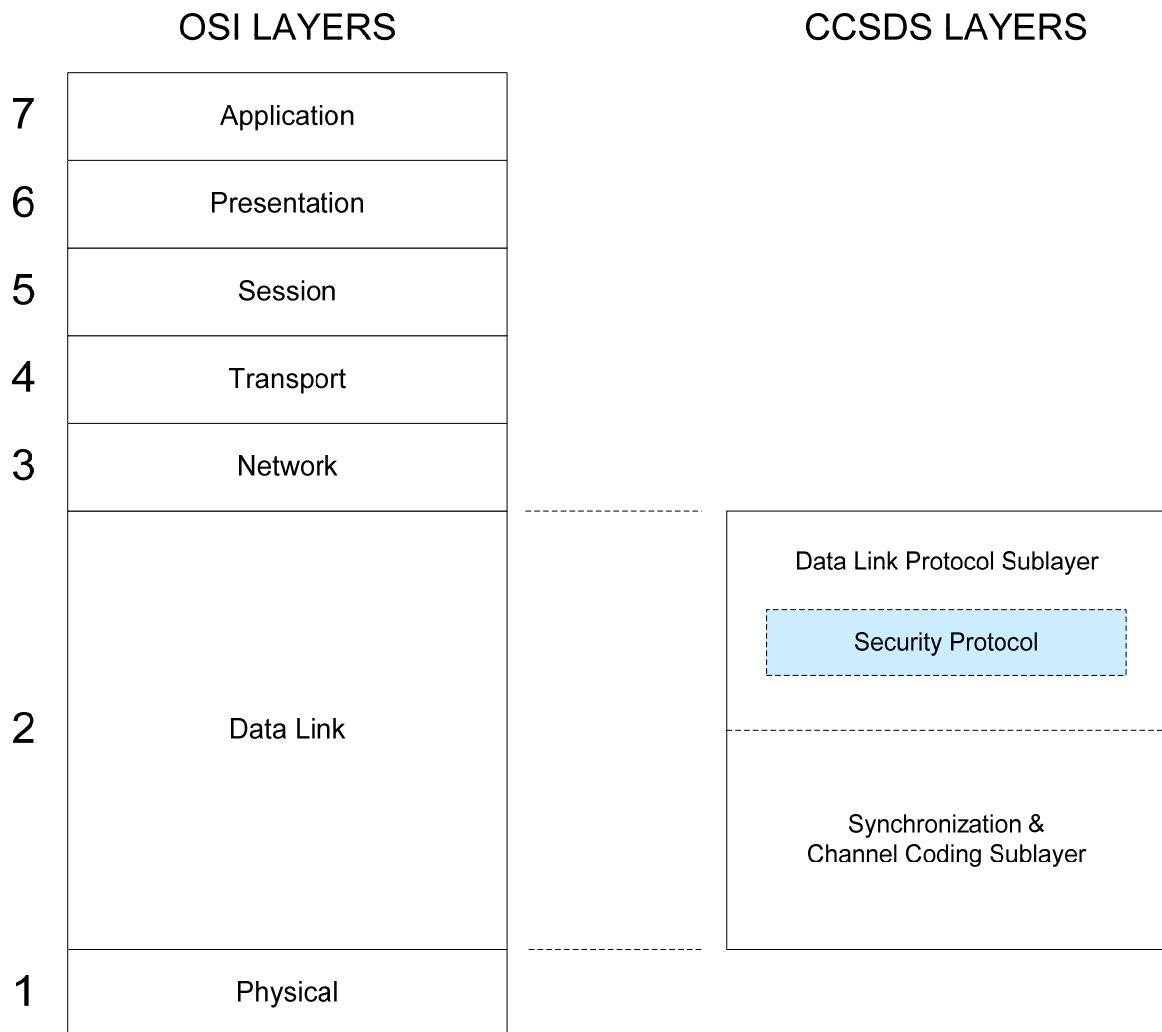 OSI LAYERS
CCSDS LAYERS
7
Application
6
Presentation
5
Session
4
Transport
3
Network
2
Data Link
Data Link Protocol Sublayer
Security Protocol
Synchronization &
Channel Coding Sublayer
1
Physical